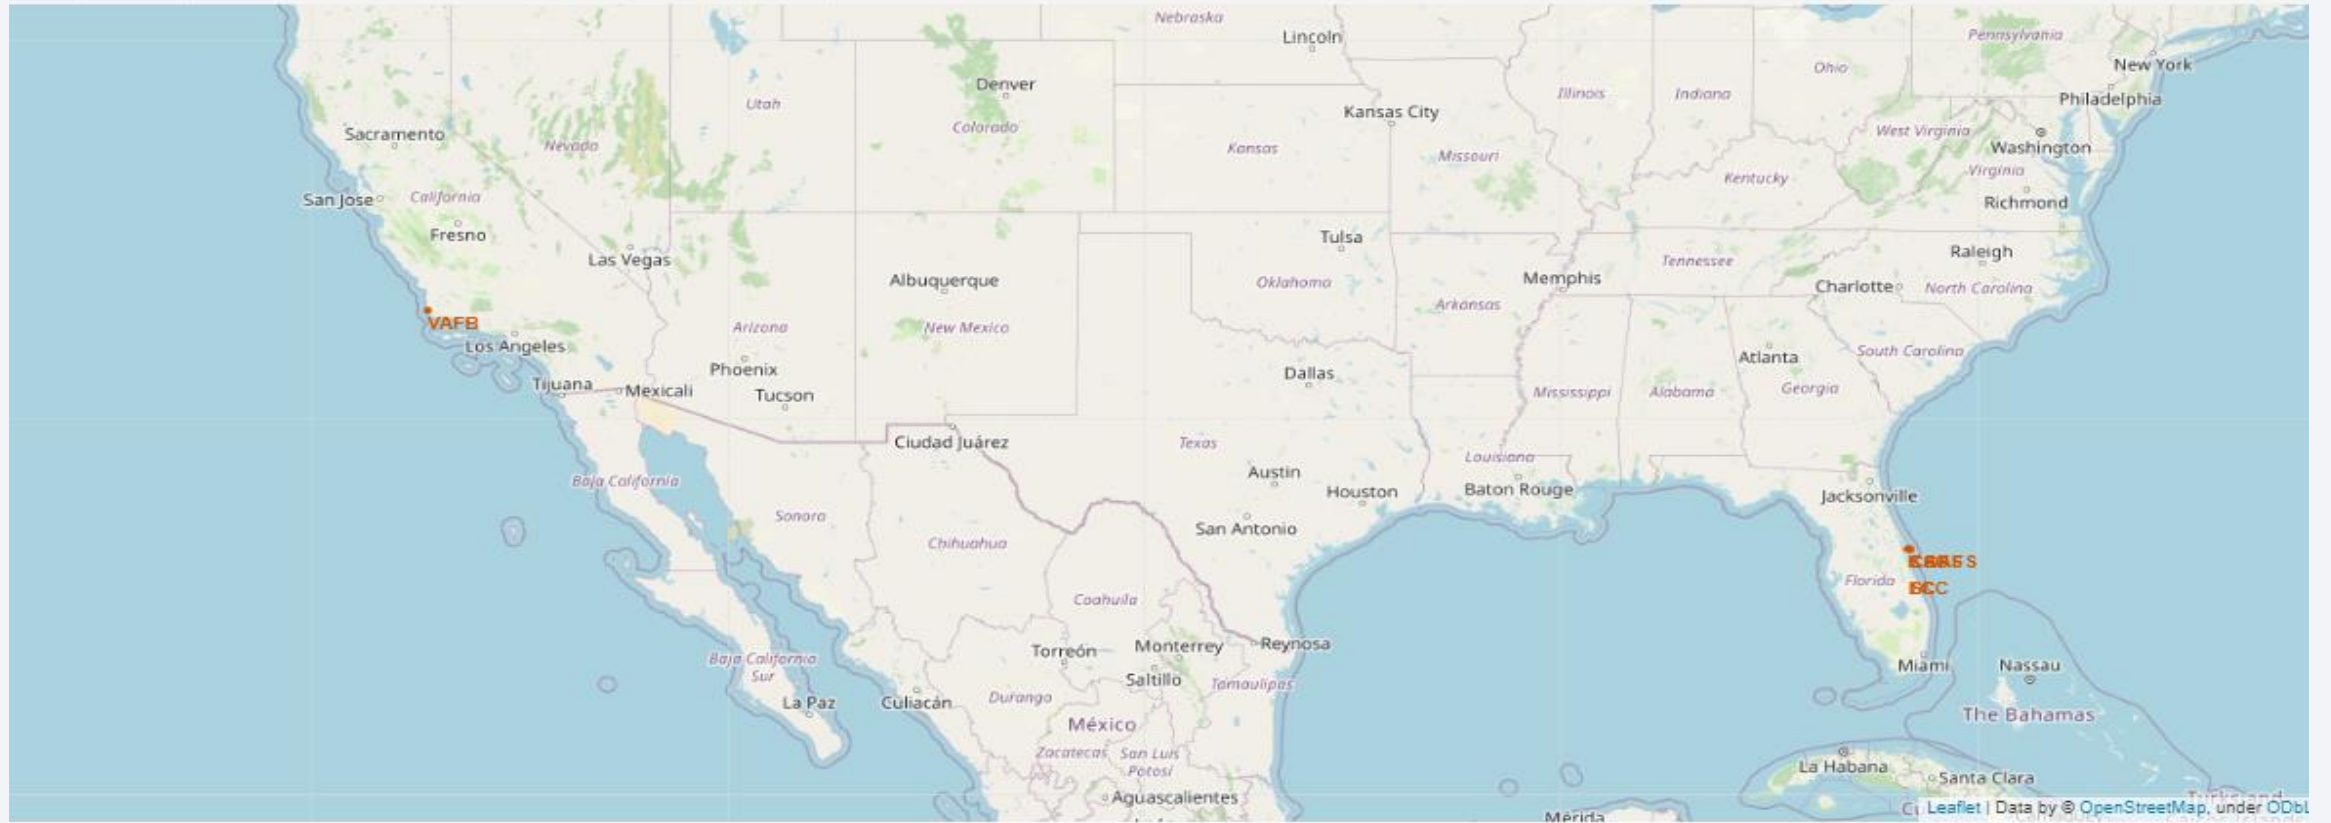 Nebraska
Lincoln
Pennsylvania
New York
Ohio
Denver
Utah
Illinois
Indiana
Philadelphia
Kansas City
Colorado
Sacramento
Nevada
Kansas
Missouri
West Virginia
Washington
Virginia
Kentucky
San Jose
California
Richmond
Fresno
Tulsa
Las Vegas
Raleigh
Tennessee
Albuquerque
Oklahoma
Memphis
Charlotte
North Carolina
Arkansas
VAFB
Arizona
New Mexico
Los Angeles
South Carolina
Atlanta
Phoenix
Dallas
Tijuana
Mexicali
Tucson
Mississippi
Alabama
Georgia
Ciudad Juárez
Texas
Louisiana
Austin
Baja California
Houston
Baton Rouge
Jacksonville
Sonora
San Antonio
Chihuahua
Florida
Coahuila
Reynosa
Torreón
Monterrey
Baja California
Sur
Miami
Nassau
Saltillo
Tamaulipas
Durango
La Paz
Culiacán
The Bahamas
México
Zacatecas
San Luis
Potosí
La Habana
Santa Clara
Aguascalientes
Leaflet | Data by © OpenStreetMap, under ODbL
Mérida